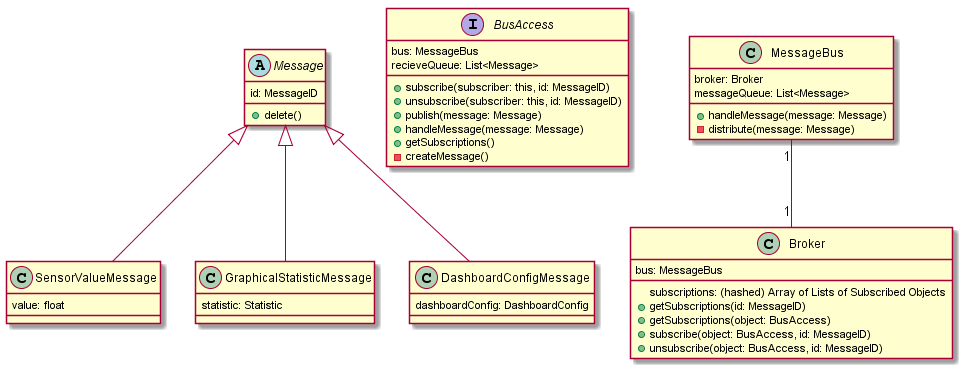 A Message
id: MessageID
delete()
I BusAccess
bus: MessageBus
recieveQueue: List<Message>
subscribe(subscriber: this, id: MessageID)
unsubscribe(subscriber: this, id: MessageID)
publish(message: Message)
handleMessage(message: Message)
getSubscriptions()
createMessage()
C MessageBus
broker: Broker
messageQueue: List<Message>
handleMessage(message: Message)
distribute(message: Message)
1
1
C SensorValueMessage
value: float
C GraphicalStatisticMessage
statistic: Statistic
C DashboardConfigMessage
dashboardConfig: DashboardConfig
C Broker
bus: MessageBus
subscriptions: (hashed) Array of Lists of Subscribed Objects
getSubscriptions(id: MessageID)
getSubscriptions(object: BusAccess)
subscribe(object: BusAccess, id: MessageID)
unsubscribe(object: BusAccess, id: MessageID)